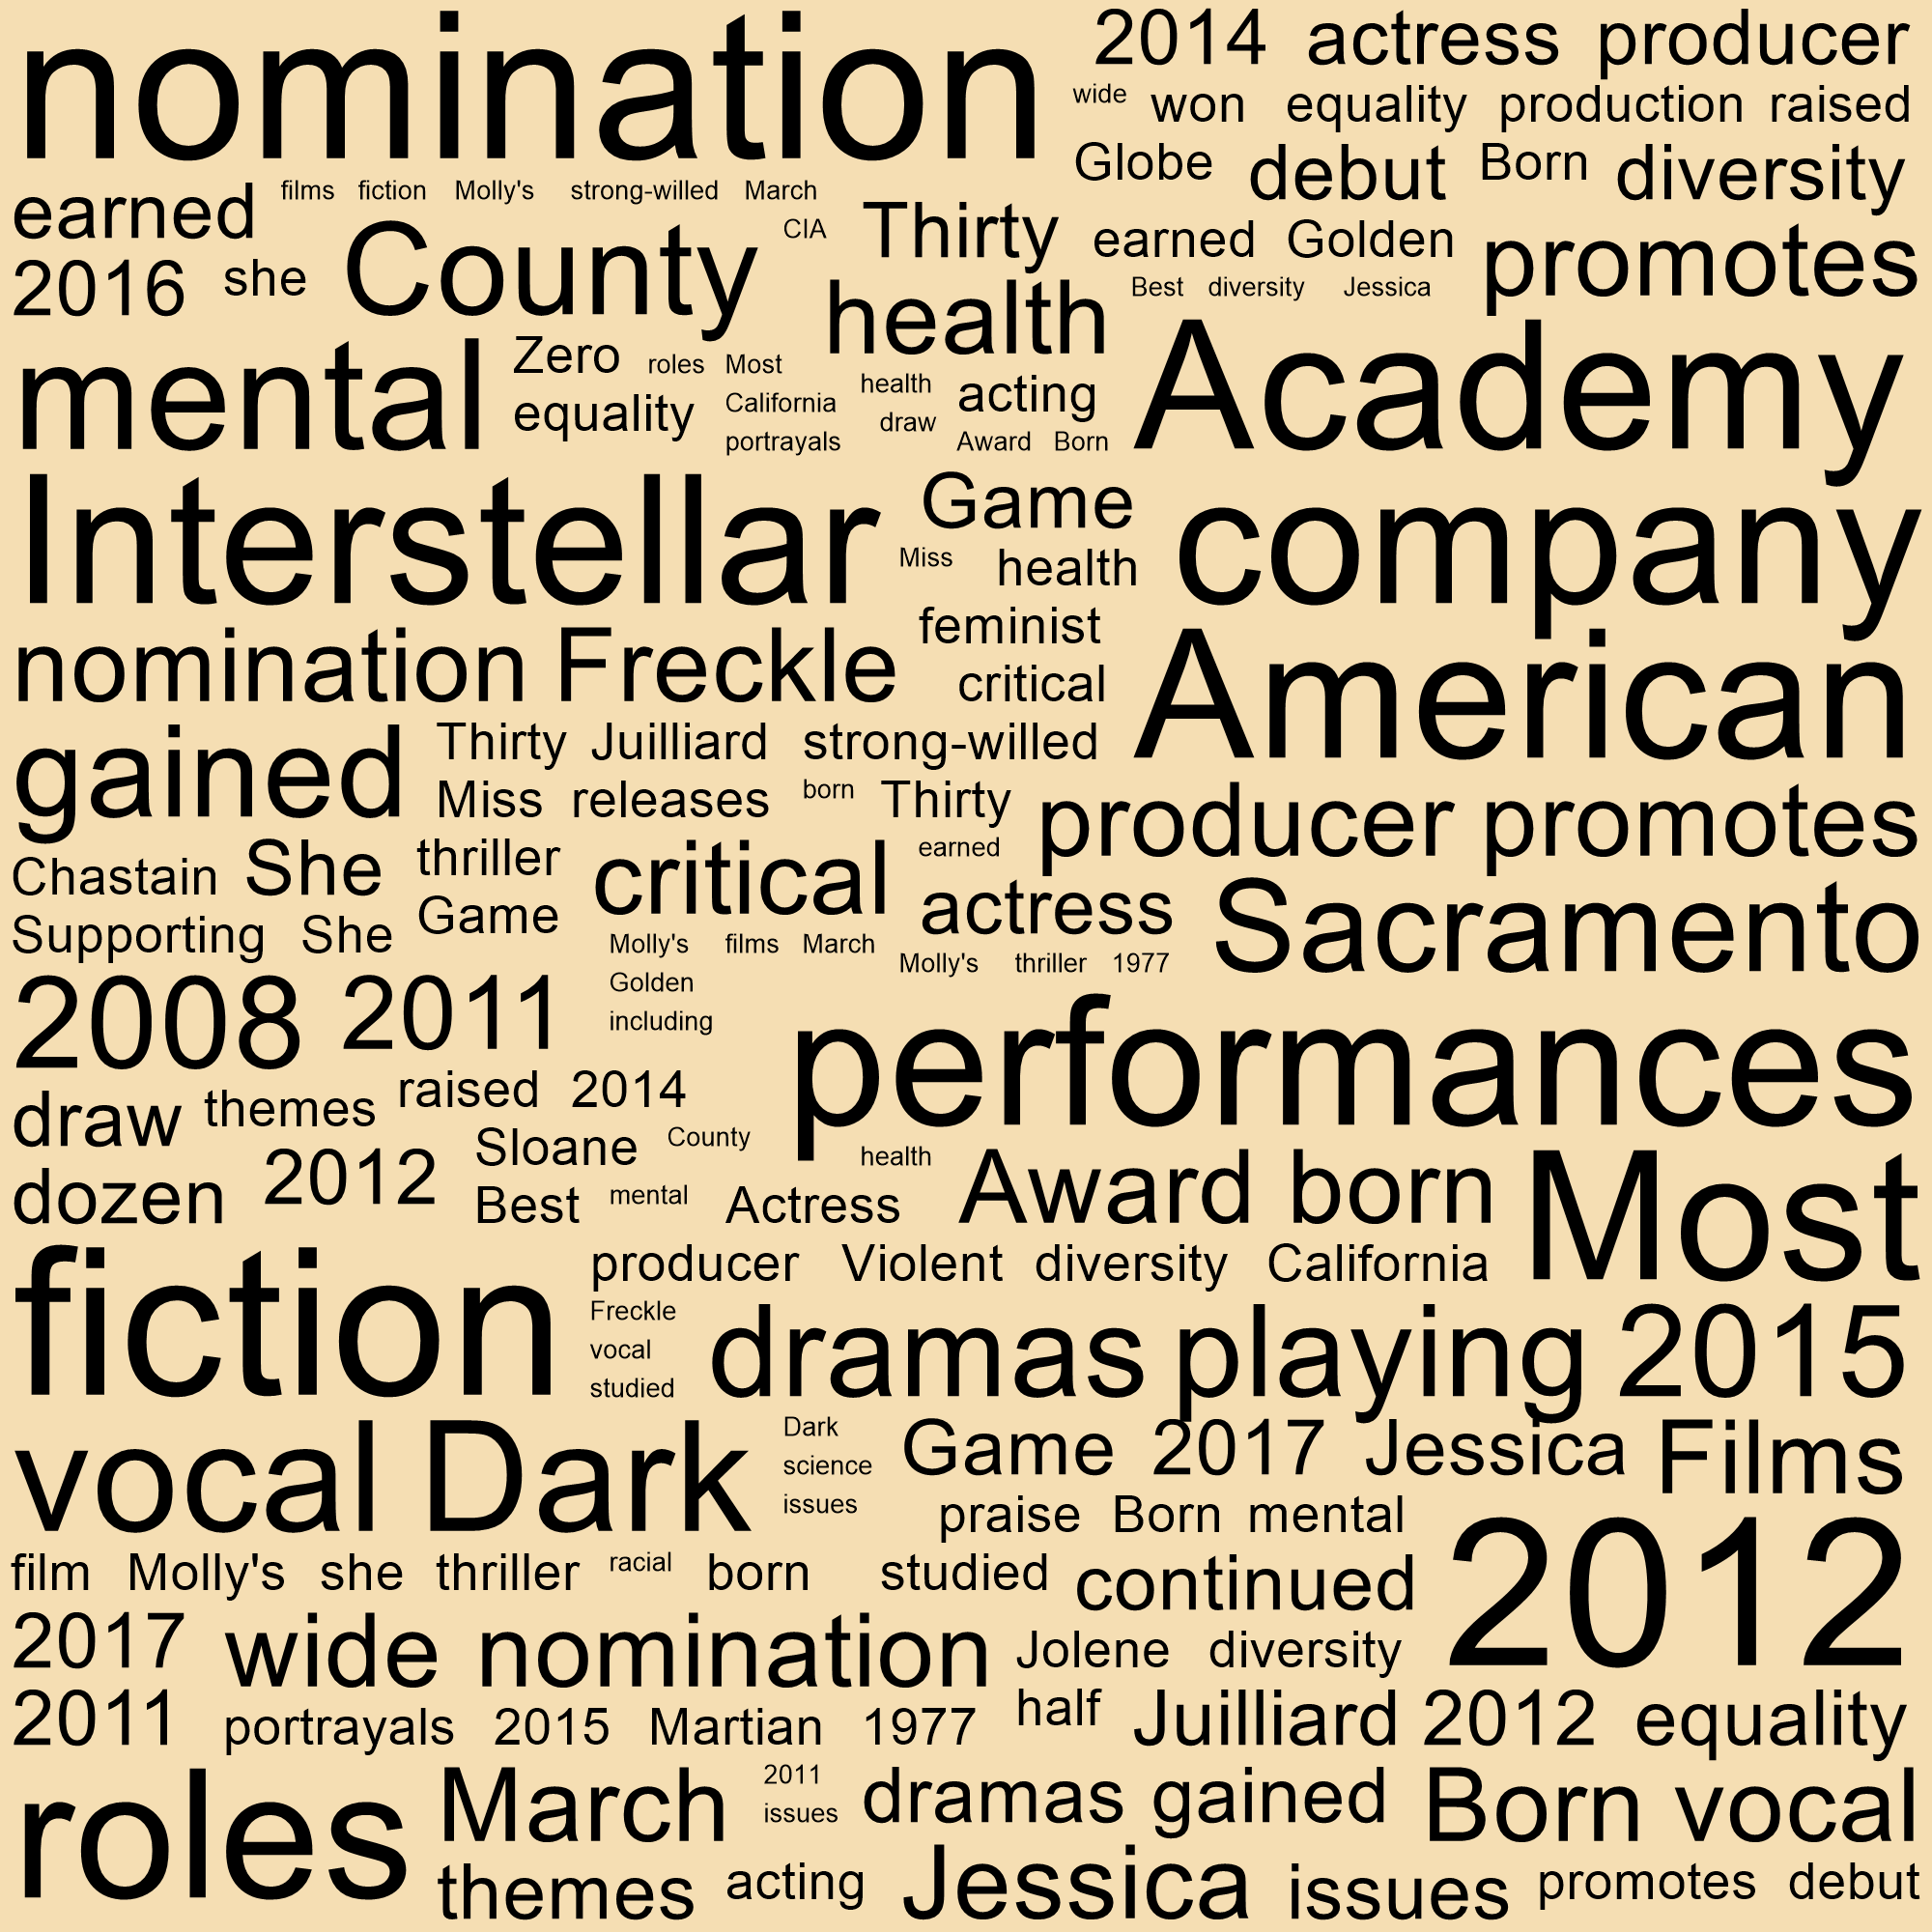 nomination 2014 actress producer
wide won equality production raised
Globe debut Born diversity
earned films fiction Molly's strong-willed March
CIA Thirty earned Golden promotes
2016 she County health Best diversity Jessica
mental Zero roles Most Academy
equality California health draw acting
portrayals Award Born
Interstellar Game company
Miss health
feminist
nomination Freckle critical American
gained Thirty Juilliard strong-willed
Miss releases born Thirty producer promotes
Chastain She thriller critical earned
Supporting She Game actress Sacramento
Molly's films March Molly's thriller 1977
2008 2011 Golden
including performances
draw themes raised 2014
Sloane County health
dozen 2012 Best mental Actress Award born Most
fiction producer Violent diversity California
Freckle
vocal dramas playing 2015
studied
vocal Dark Dark Game 2017 Jessica Films
science
issues praise Born mental
film Molly's she thriller racial born studied continued 2012
2017 wide nomination Jolene diversity
2011 portrayals 2015 Martian 1977 half Juilliard 2012 equality
roles March 2011 dramas gained Born vocal
issues
themes acting Jessica issues promotes debut